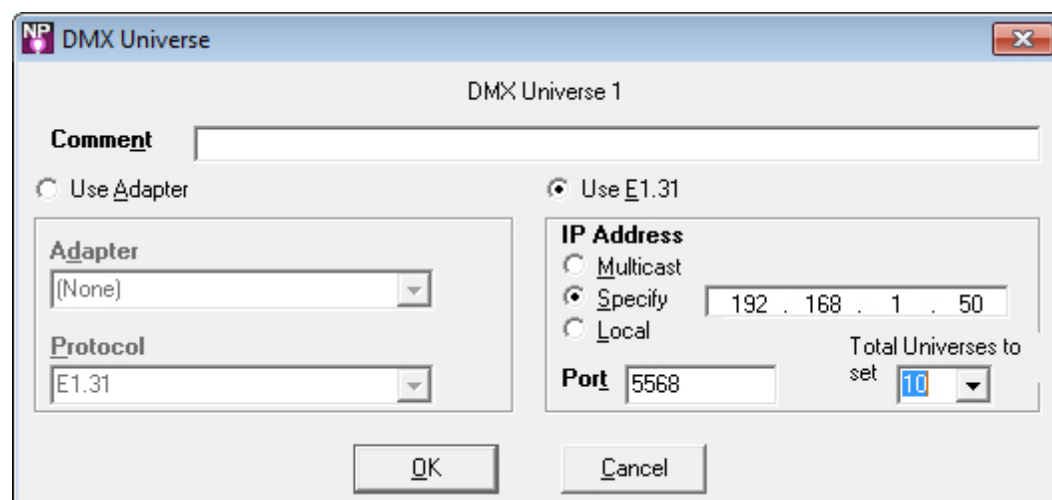 NP DMX Universe
DMX Universe 1
Comment
Use Adapter
Use E1.31
Adapter
(None)
Protocol
E1.31
IP Address
Multicast
Specify 192 . 168 . 1 . 50
Local
Port 5568
Total Universes to
set 10
OK Cancel